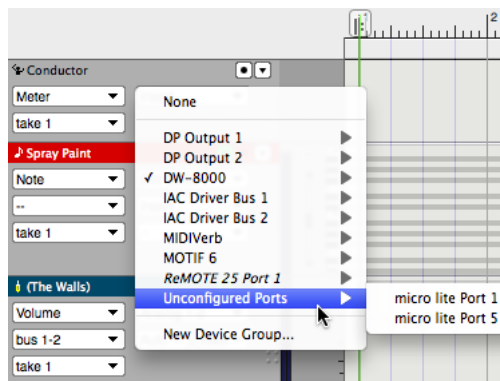 2
Conductor
Meter
take 1
Spray Paint
Note
--
take 1
(The Walls)
Volume
bus 1-2
take 1
None
DP Output 1
DP Output 2
✓ DW-8000
IAC Driver Bus 1
IAC Driver Bus 2
MIDIVerb
MOTIF 6
ReMOTE 25 Port 1
Unconfigured Ports
New Device Group...
micro lite Port 1
micro lite Port 5